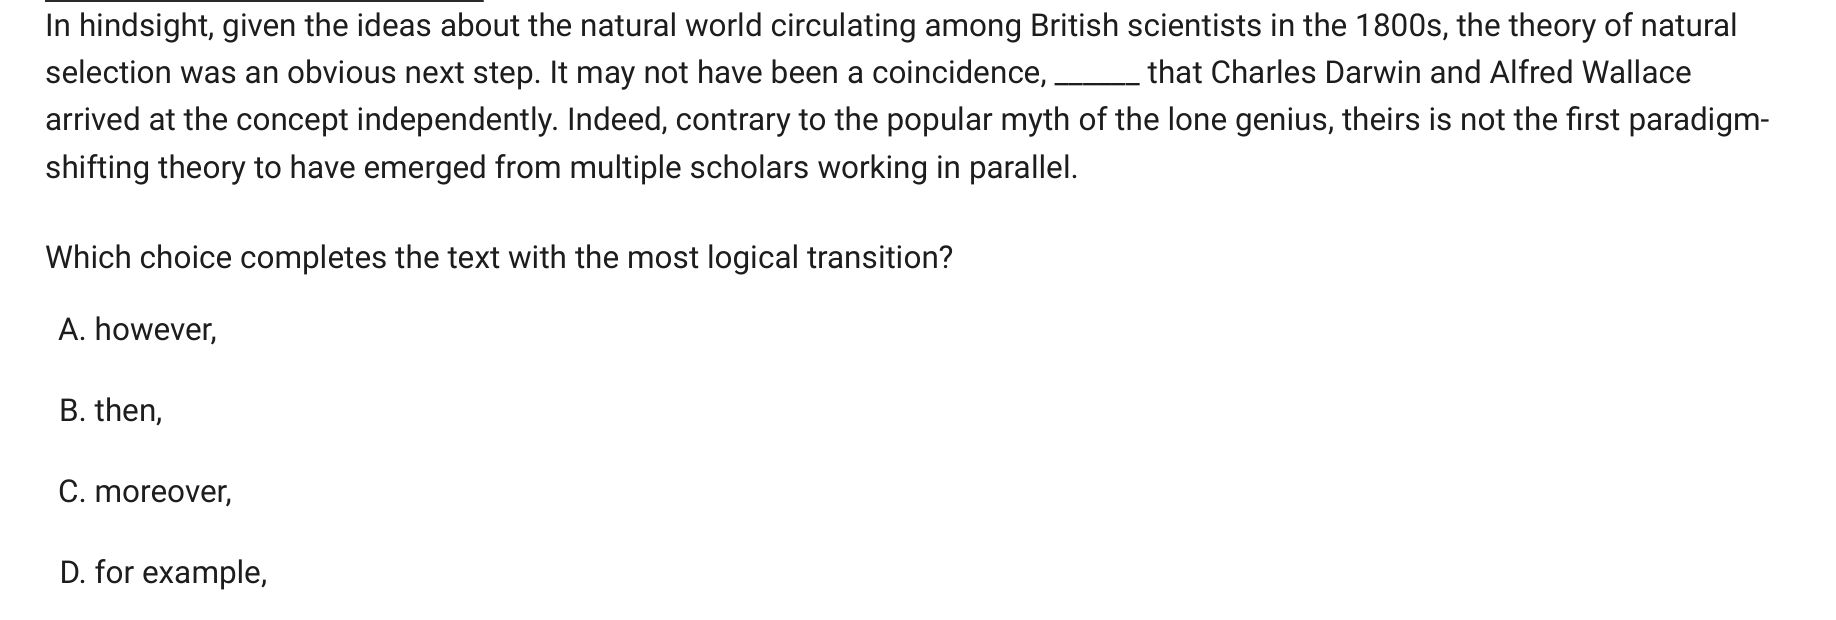 In hindsight, given the ideas about the natural world circulating among British scientists in the 1800s, the theory of natural
selection was an obvious next step. It may not have been a coincidence, ______ that Charles Darwin and Alfred Wallace
arrived at the concept independently. Indeed, contrary to the popular myth of the lone genius, theirs is not the first paradigm-
shifting theory to have emerged from multiple scholars working in parallel.
Which choice completes the text with the most logical transition?
A. however,
B. then,
C. moreover,
D. for example,